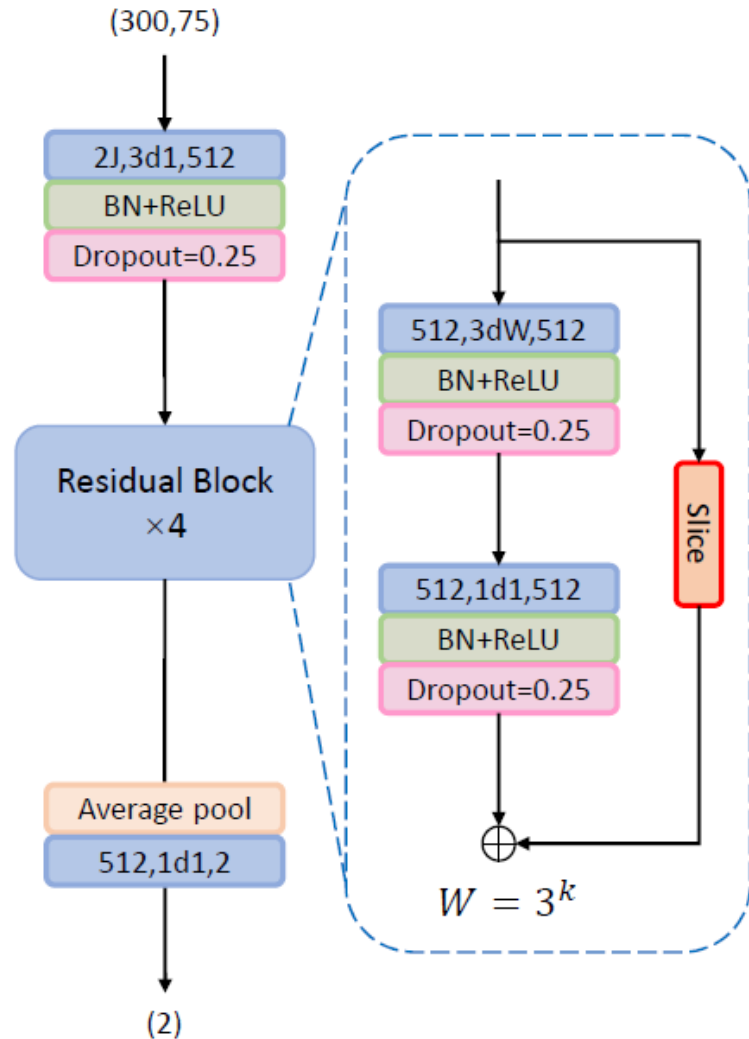 (300,75)
2J,3d1,512
BN+ReLU
Dropout=0.25
Residual Block
×4
Average pool
512,1d1,2
(2)
512,3dW,512
BN+ReLU
Dropout=0.25
Slice
512,1d1,512
BN+ReLU
Dropout=0.25
W = 3^k